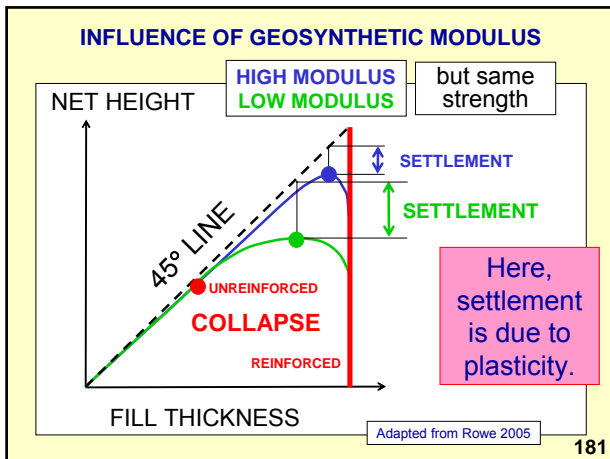 INFLUENCE OF GEOSYNTHETIC MODULUS
HIGH MODULUS
LOW MODULUS
but same
strength
NET HEIGHT
SETTLEMENT
SETTLEMENT
45° LINE
UNREINFORCED
COLLAPSE
REINFORCED
Here,
settlement
is due to
plasticity.
FILL THICKNESS
Adapted from Rowe 2005
181